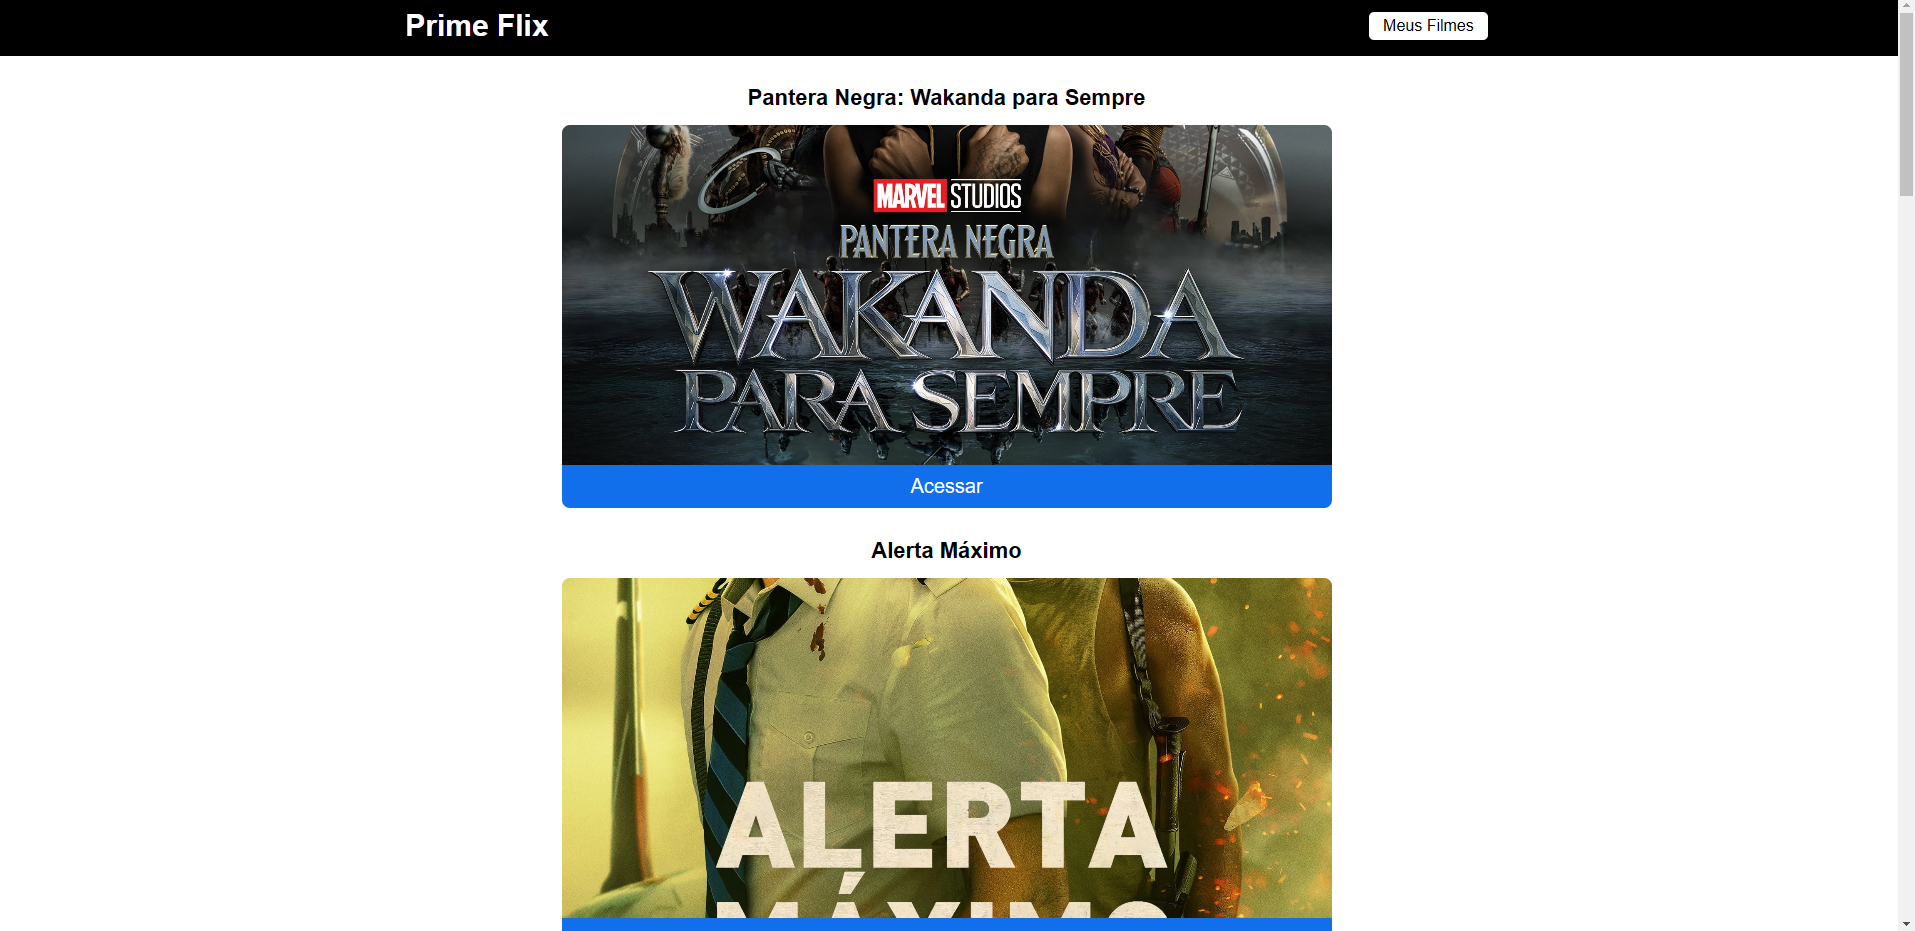 Prime Flix
Meus Filmes
Pantera Negra: Wakanda para Sempre
MARVEL STUDIOS
PANTERA NEGRA
WAKANDA
PARA SEMPRE
Acessar
Alerta Máximo
ALERTA
MÁXIMO